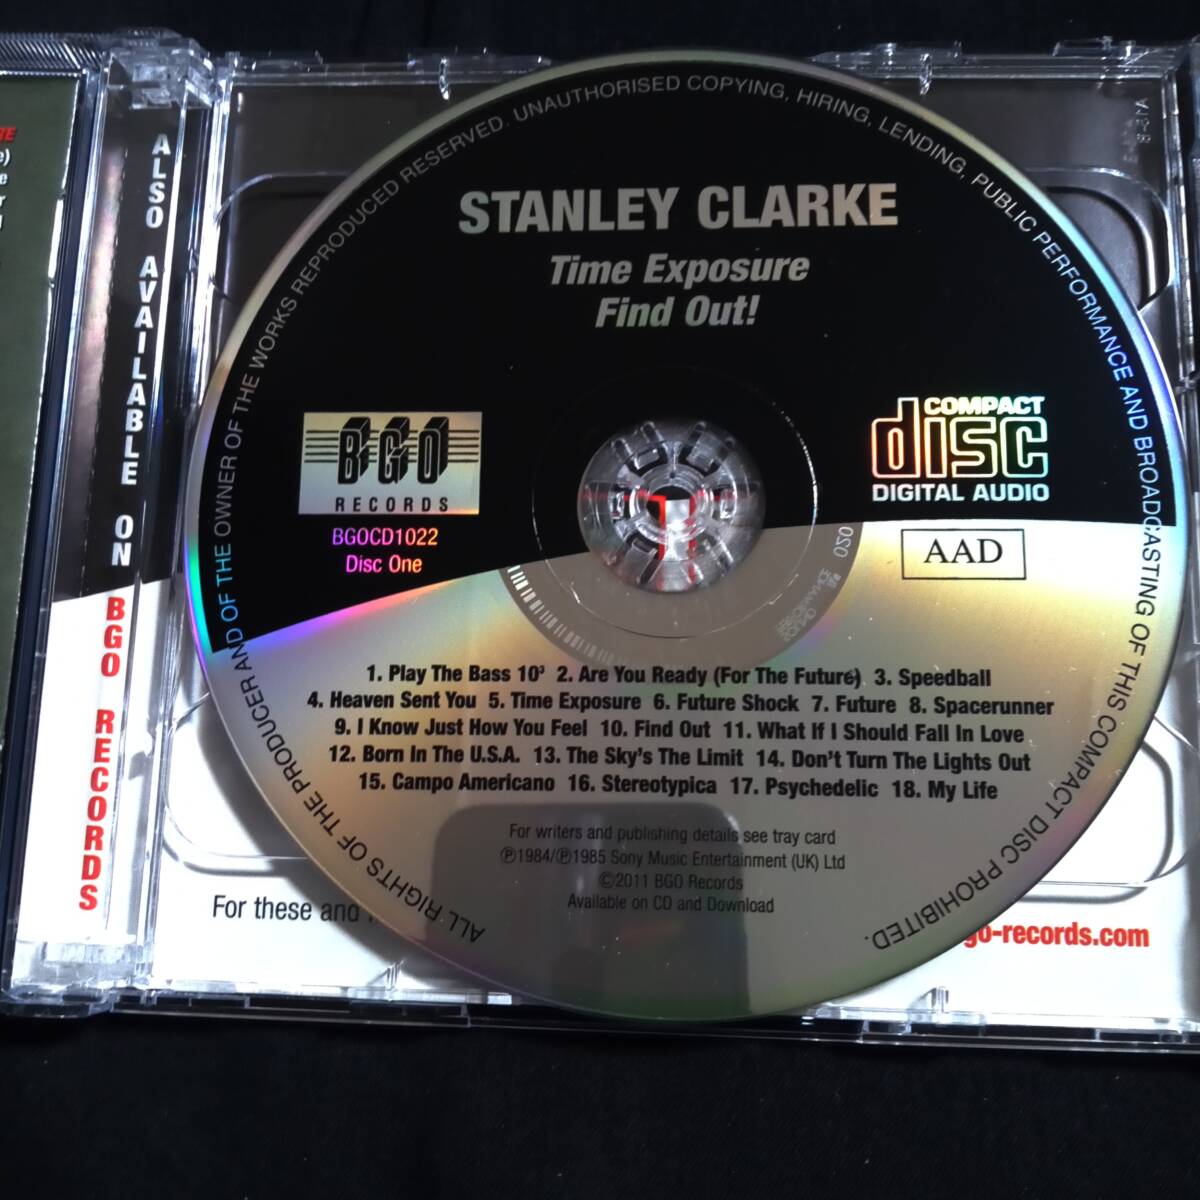 ALSO AVAILABLE ON BGO RECORDS
ALL RIGHTS OF THE PRODUCER AND OF THE OWNER OF THE WORKS REPRODUCED RESERVED. UNAUTHORISED COPYING, HIRING, LENDING, PUBLIC PERFORMANCE AND BROADCASTING OF THIS COMPACT DISC PROHIBITED.
STANLEY CLARKE
Time Exposure
Find Out!
BGO
RECORDS
BGOCD1022
Disc One
COMPACT
disc
DIGITAL AUDIO
AAD
020
1. Play The Bass 10³ 2. Are You Ready (For The Future) 3. Speedball
4. Heaven Sent You 5. Time Exposure 6. Future Shock 7. Future 8. Spacerunner
9. I Know Just How You Feel 10. Find Out 11. What If I Should Fall In Love
12. Born In The U.S.A. 13. The Sky's The Limit 14. Don't Turn The Lights Out
15. Campo Americano 16. Stereotypica 17. Psychedelic 18. My Life
For writers and publishing details see tray card
℗1984/℗1985 Sony Music Entertainment (UK) Ltd
©2011 BGO Records
Available on CD and Download
For these and
go-records.com